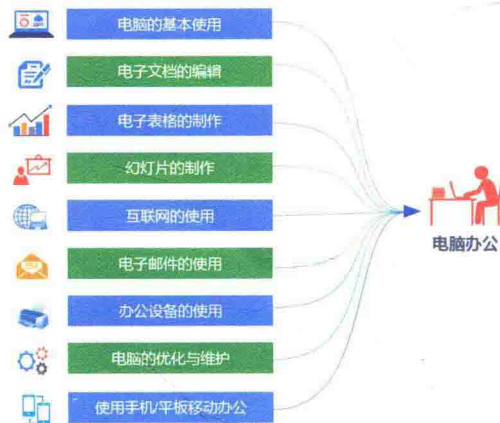 电脑的基本使用
电子文档的编辑
电子表格的制作
幻灯片的制作
互联网的使用
电子邮件的使用
办公设备的使用
电脑的优化与维护
使用手机/平板移动办公
电脑办公